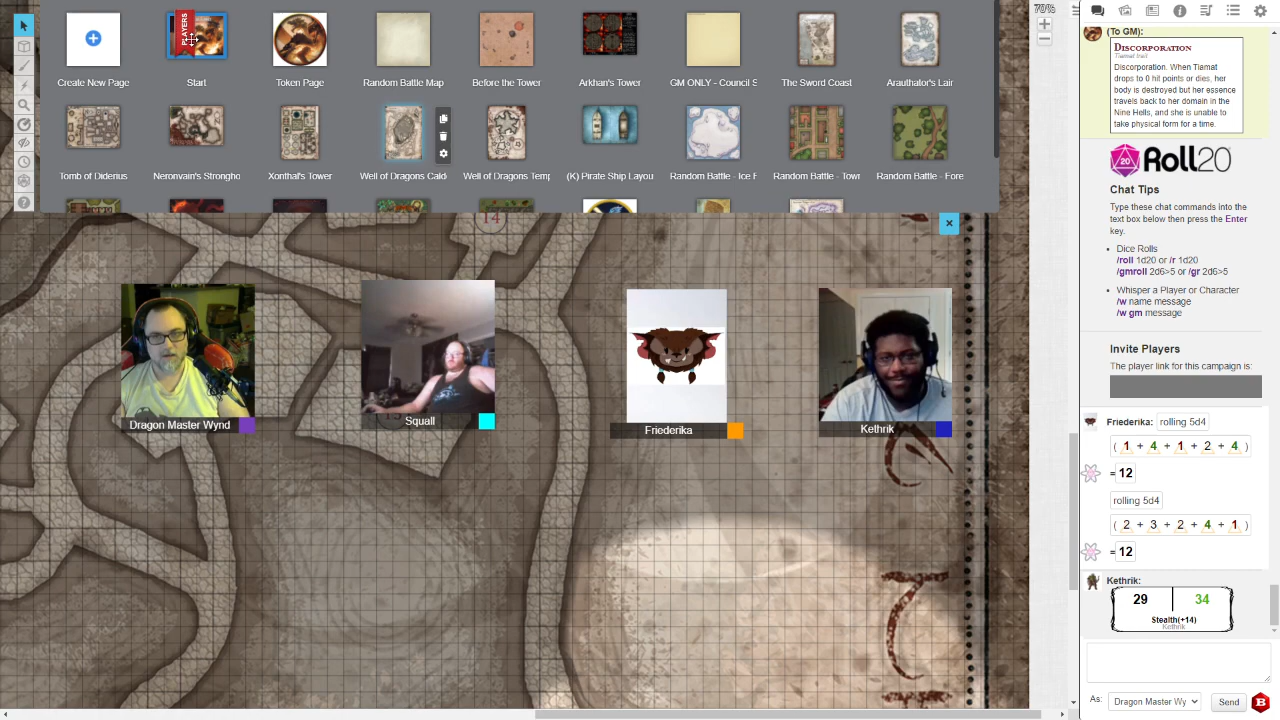 PLAYERS
Create New Page
Start
Token Page
Random Battle Map
Before the Tower
Arkhan's Tower
GM ONLY - Council S
The Sword Coast
Arauthator's Lair
Tomb of Diderius
Neronvain's Strongho
Xonthal's Tower
Well of Dragons Cald
Well of Dragons Temp
(K) Pirate Ship Layou
Random Battle - Ice F
Random Battle - Town
Random Battle - Fore
14
Dragon Master Wynd
Squall
Friederika
Kethrik
70%
(To GM):
DISCORPORATION
Discorporation. When Tiamat
drops to 0 hit points or dies, her
body is destroyed but her essence
travels back to her domain in the
Nine Hells, and she is unable to
take physical form for a time.
20
Roll20
Chat Tips
Type these chat commands into the
text box below then press the Enter
key.
Dice Rolls
/roll 1d20 or /r 1d20
/gmroll 2d6>5 or /gr 2d6>5
Whisper a Player or Character
/w name message
/w gm message
Invite Players
The player link for this campaign is:
Friederika: rolling 5d4
( 1 + 4 + 1 + 2 + 4 )
= 12
rolling 5d4
( 2 + 3 + 2 + 4 + 1 )
= 12
Kethrik:
29 34
Stealth(+14)
Kethrik
As: Dragon Master Wy Send